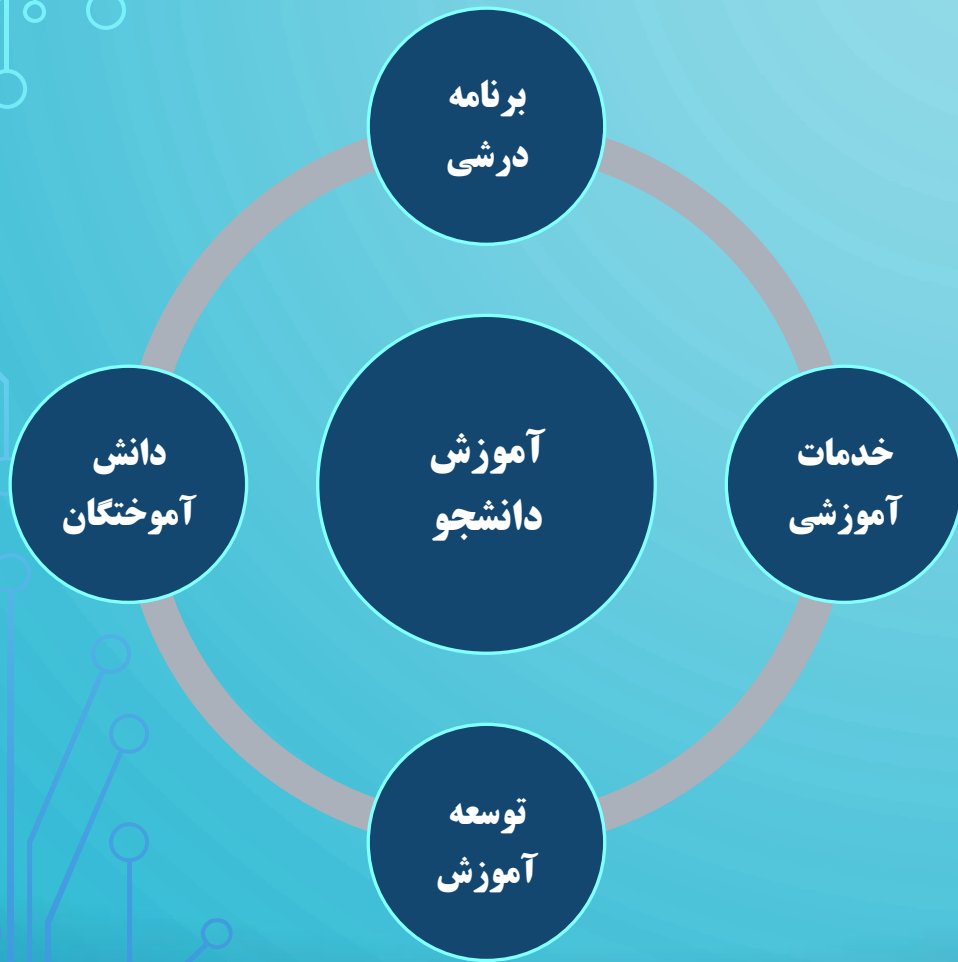 برنامه
درشی
خدمات
آموزشی
آموزش
دانشجو
دانش
آموختگان
توسعه
آموزش